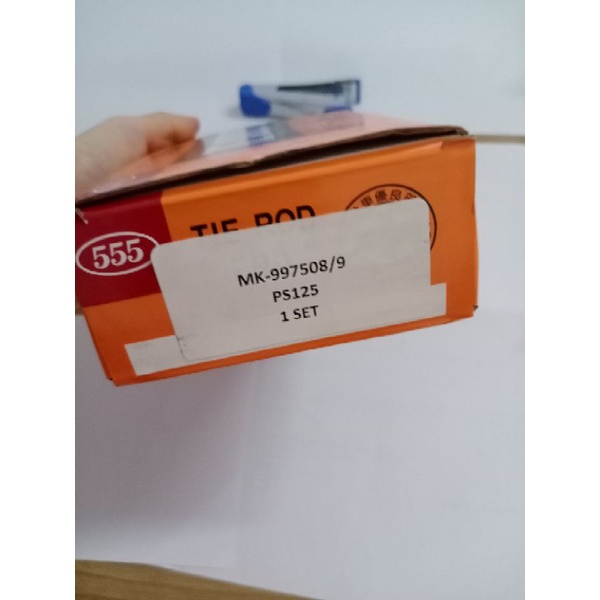 555
TIE ROD
MK-997508/9
PS125
1 SET